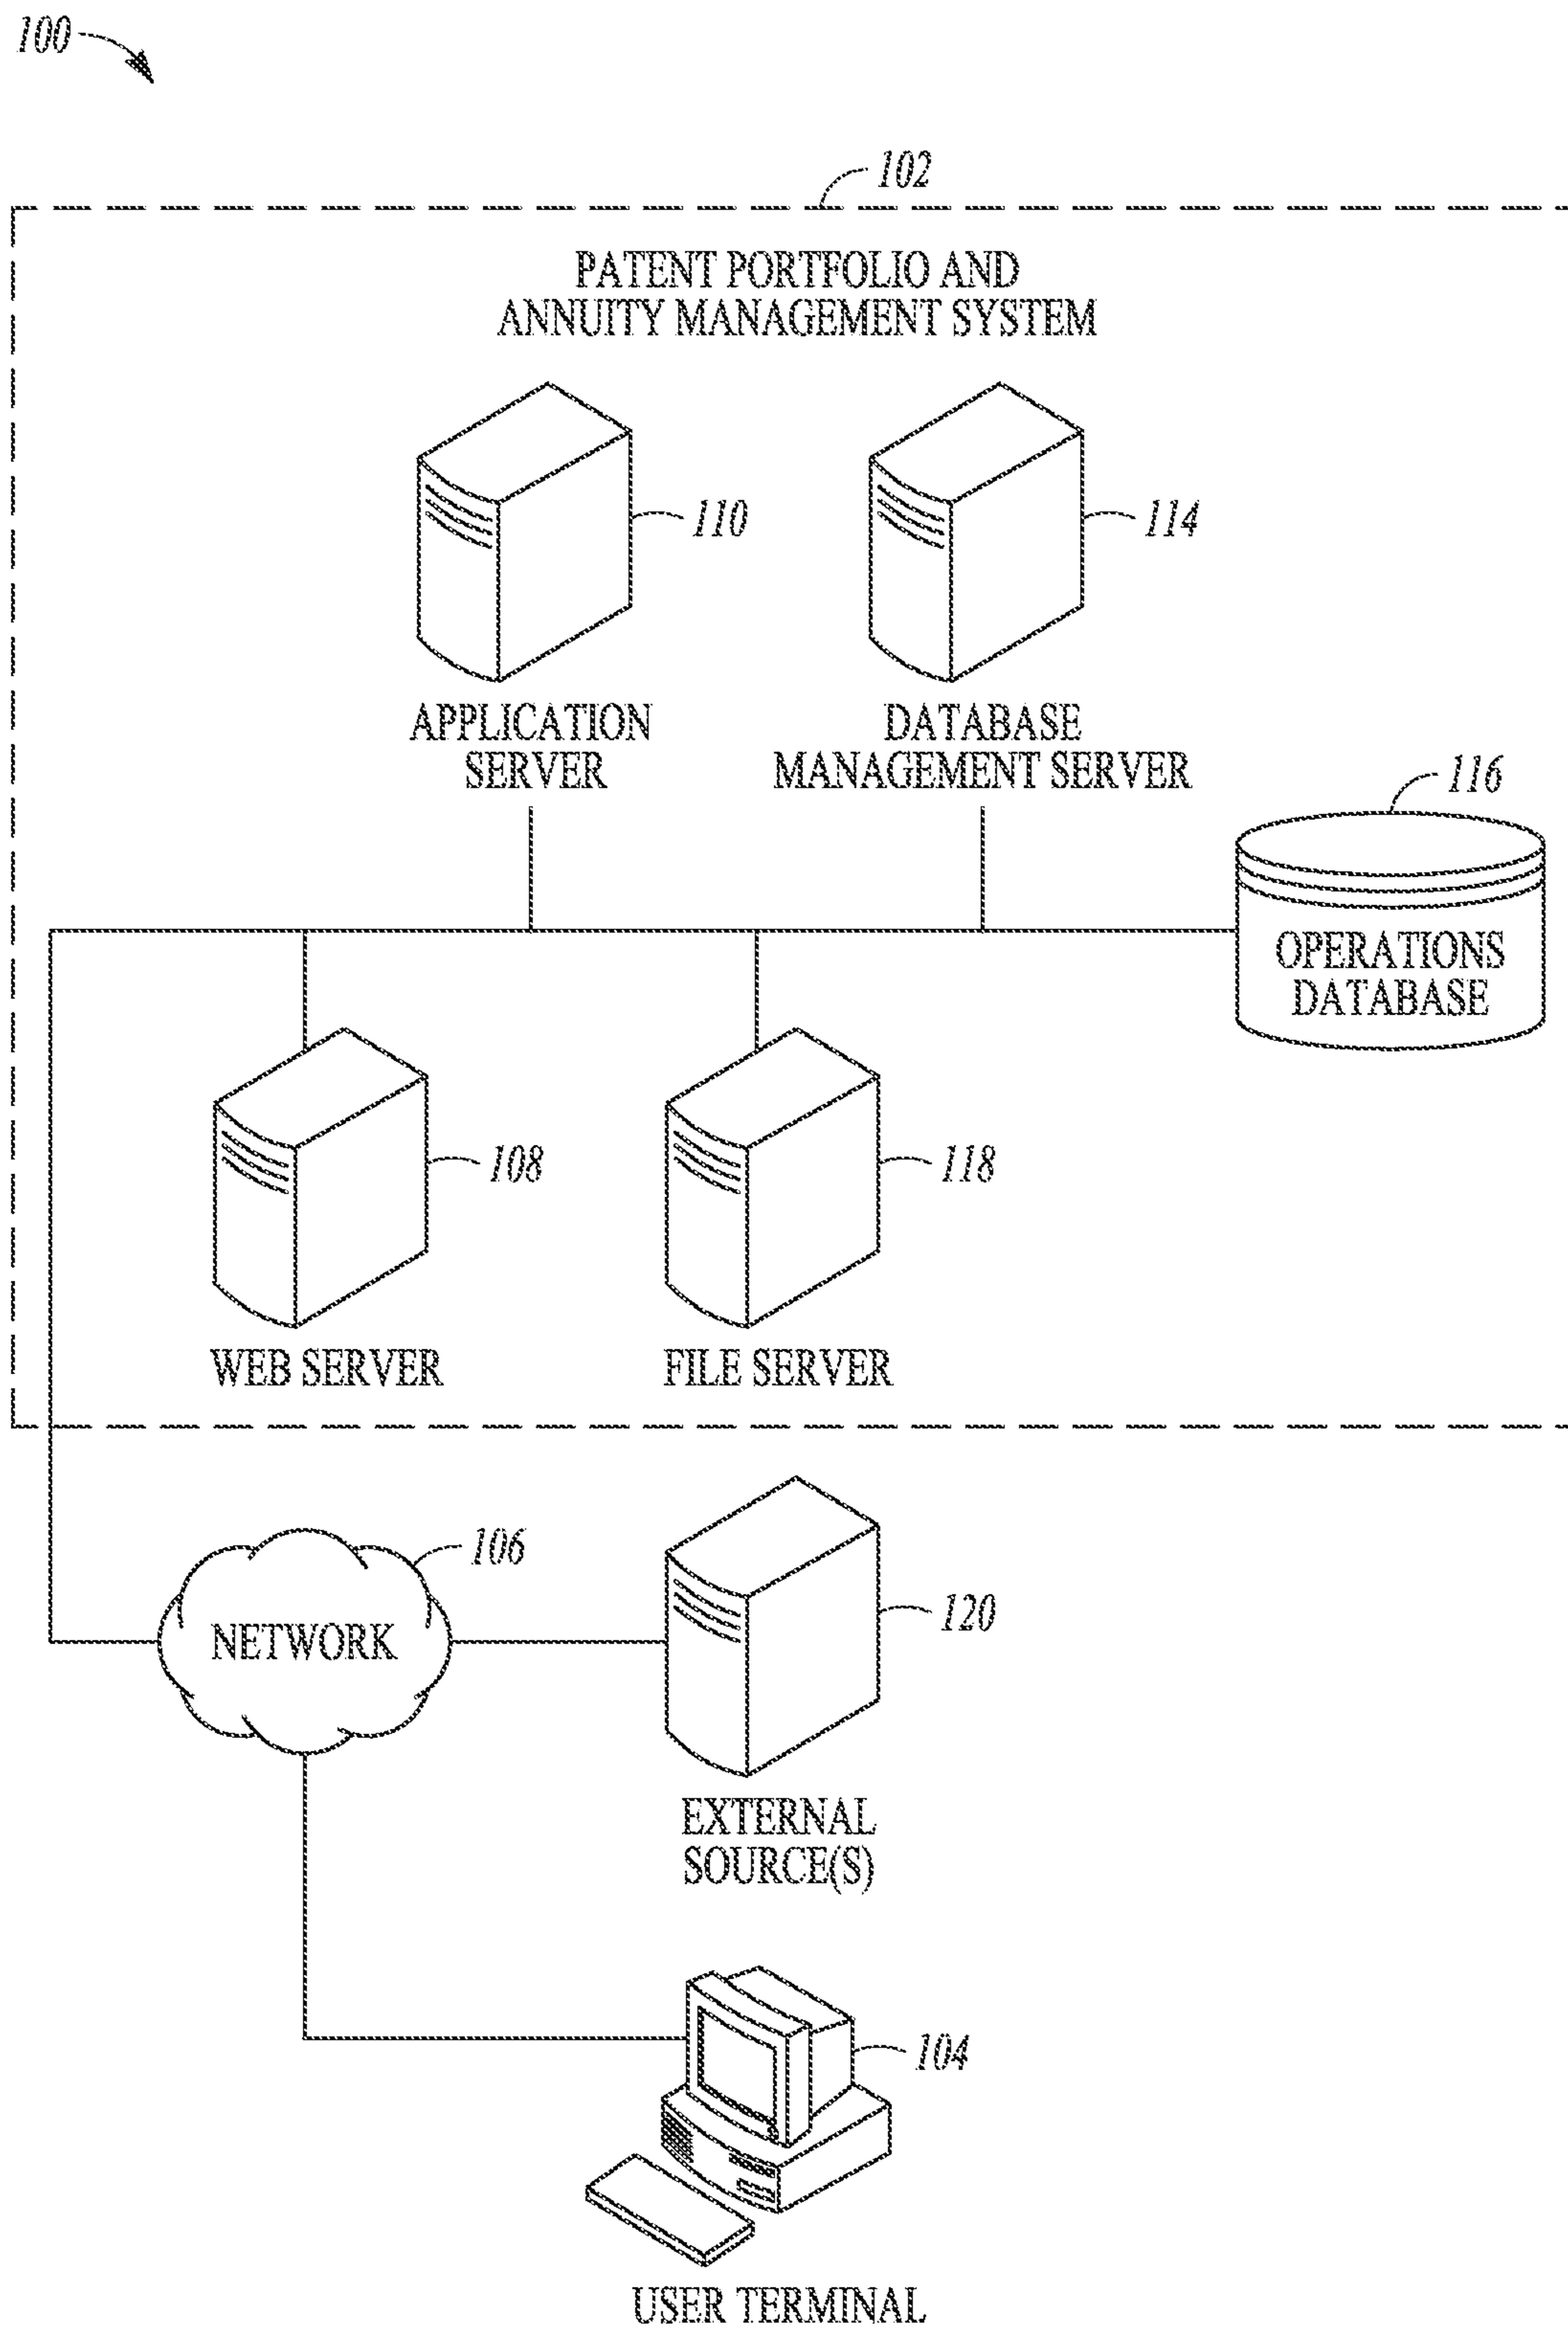 100
102
PATENT PORTFOLIO AND
ANNUITY MANAGEMENT SYSTEM
110
114
APPLICATION
SERVER
DATABASE
MANAGEMENT SERVER
116
OPERATIONS
DATABASE
108
118
WEB SERVER
FILE SERVER
106
NETWORK
120
EXTERNAL
SOURCE(S)
104
USER TERMINAL